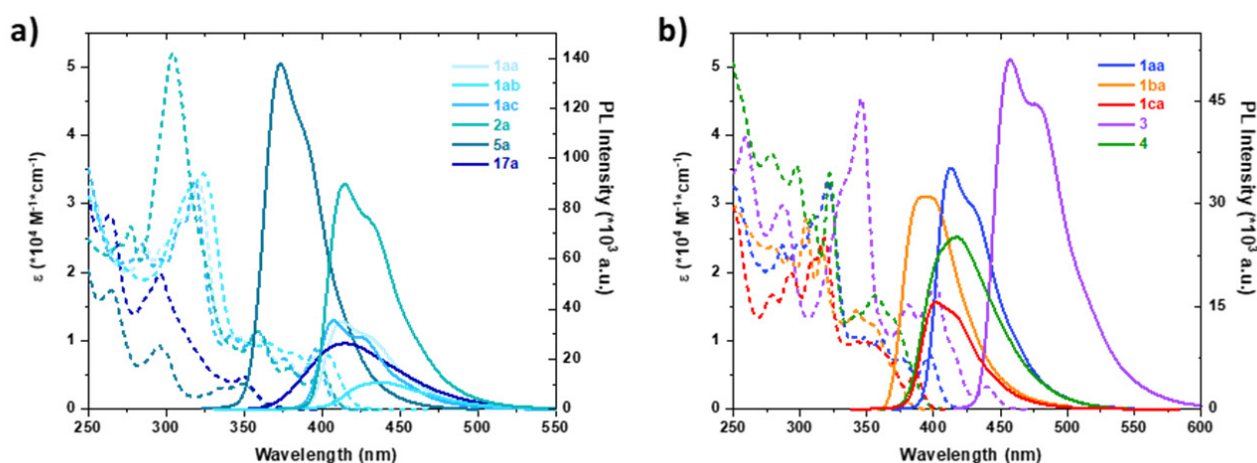 a)
ε (*10⁴ M⁻¹*cm⁻¹)
5
4
3
2
1
0
1aa
1ab
1ac
2a
5a
17a
140
120
100
80
60
40
20
0
PL Intensity (*10³ a.u.)
250 300 350 400 450 500 550
Wavelength (nm)
b)
ε (*10⁴ M⁻¹*cm⁻¹)
5
4
3
2
1
0
1aa
1ba
1ca
3
4
45
30
15
0
PL Intensity (*10³ a.u.)
250 300 350 400 450 500 550 600
Wavelength (nm)